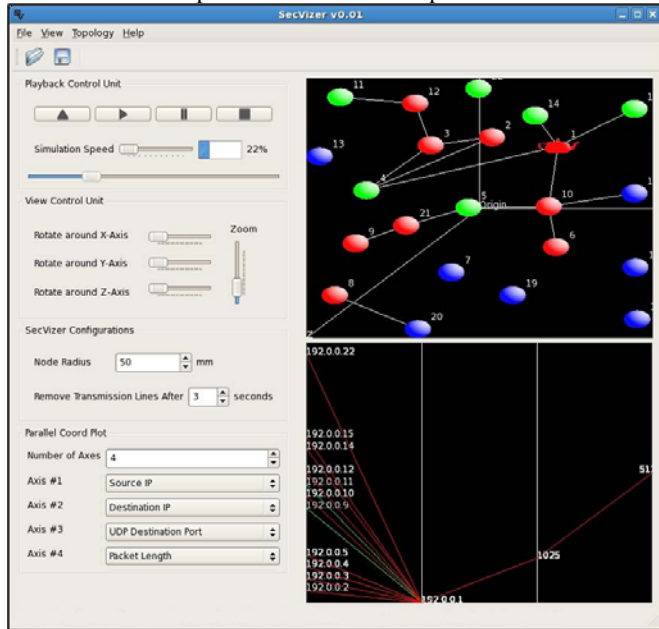 SecVizer v0.01
File View Topology Help
Playback Control Unit
Simulation Speed 22%
View Control Unit
Rotate around X-Axis
Zoom
Rotate around Y-Axis
Rotate around Z-Axis
SecVizer Configurations
Node Radius 50 mm
Remove Transmission Lines After 3 seconds
Parallel Coord Plot
Number of Axes 4
Axis #1 Source IP
Axis #2 Destination IP
Axis #3 UDP Destination Port
Axis #4 Packet Length
11
12
14
13
3
2
1
4
5
Origin
10
21
9
6
7
8
19
20
Z
192.0.0.22
192.0.0.15
192.0.0.14
192.0.0.12
192.0.0.11
192.0.0.10
192.0.0.9
192.0.0.5
192.0.0.4
192.0.0.3
192.0.0.2
192.0.0.1
1025